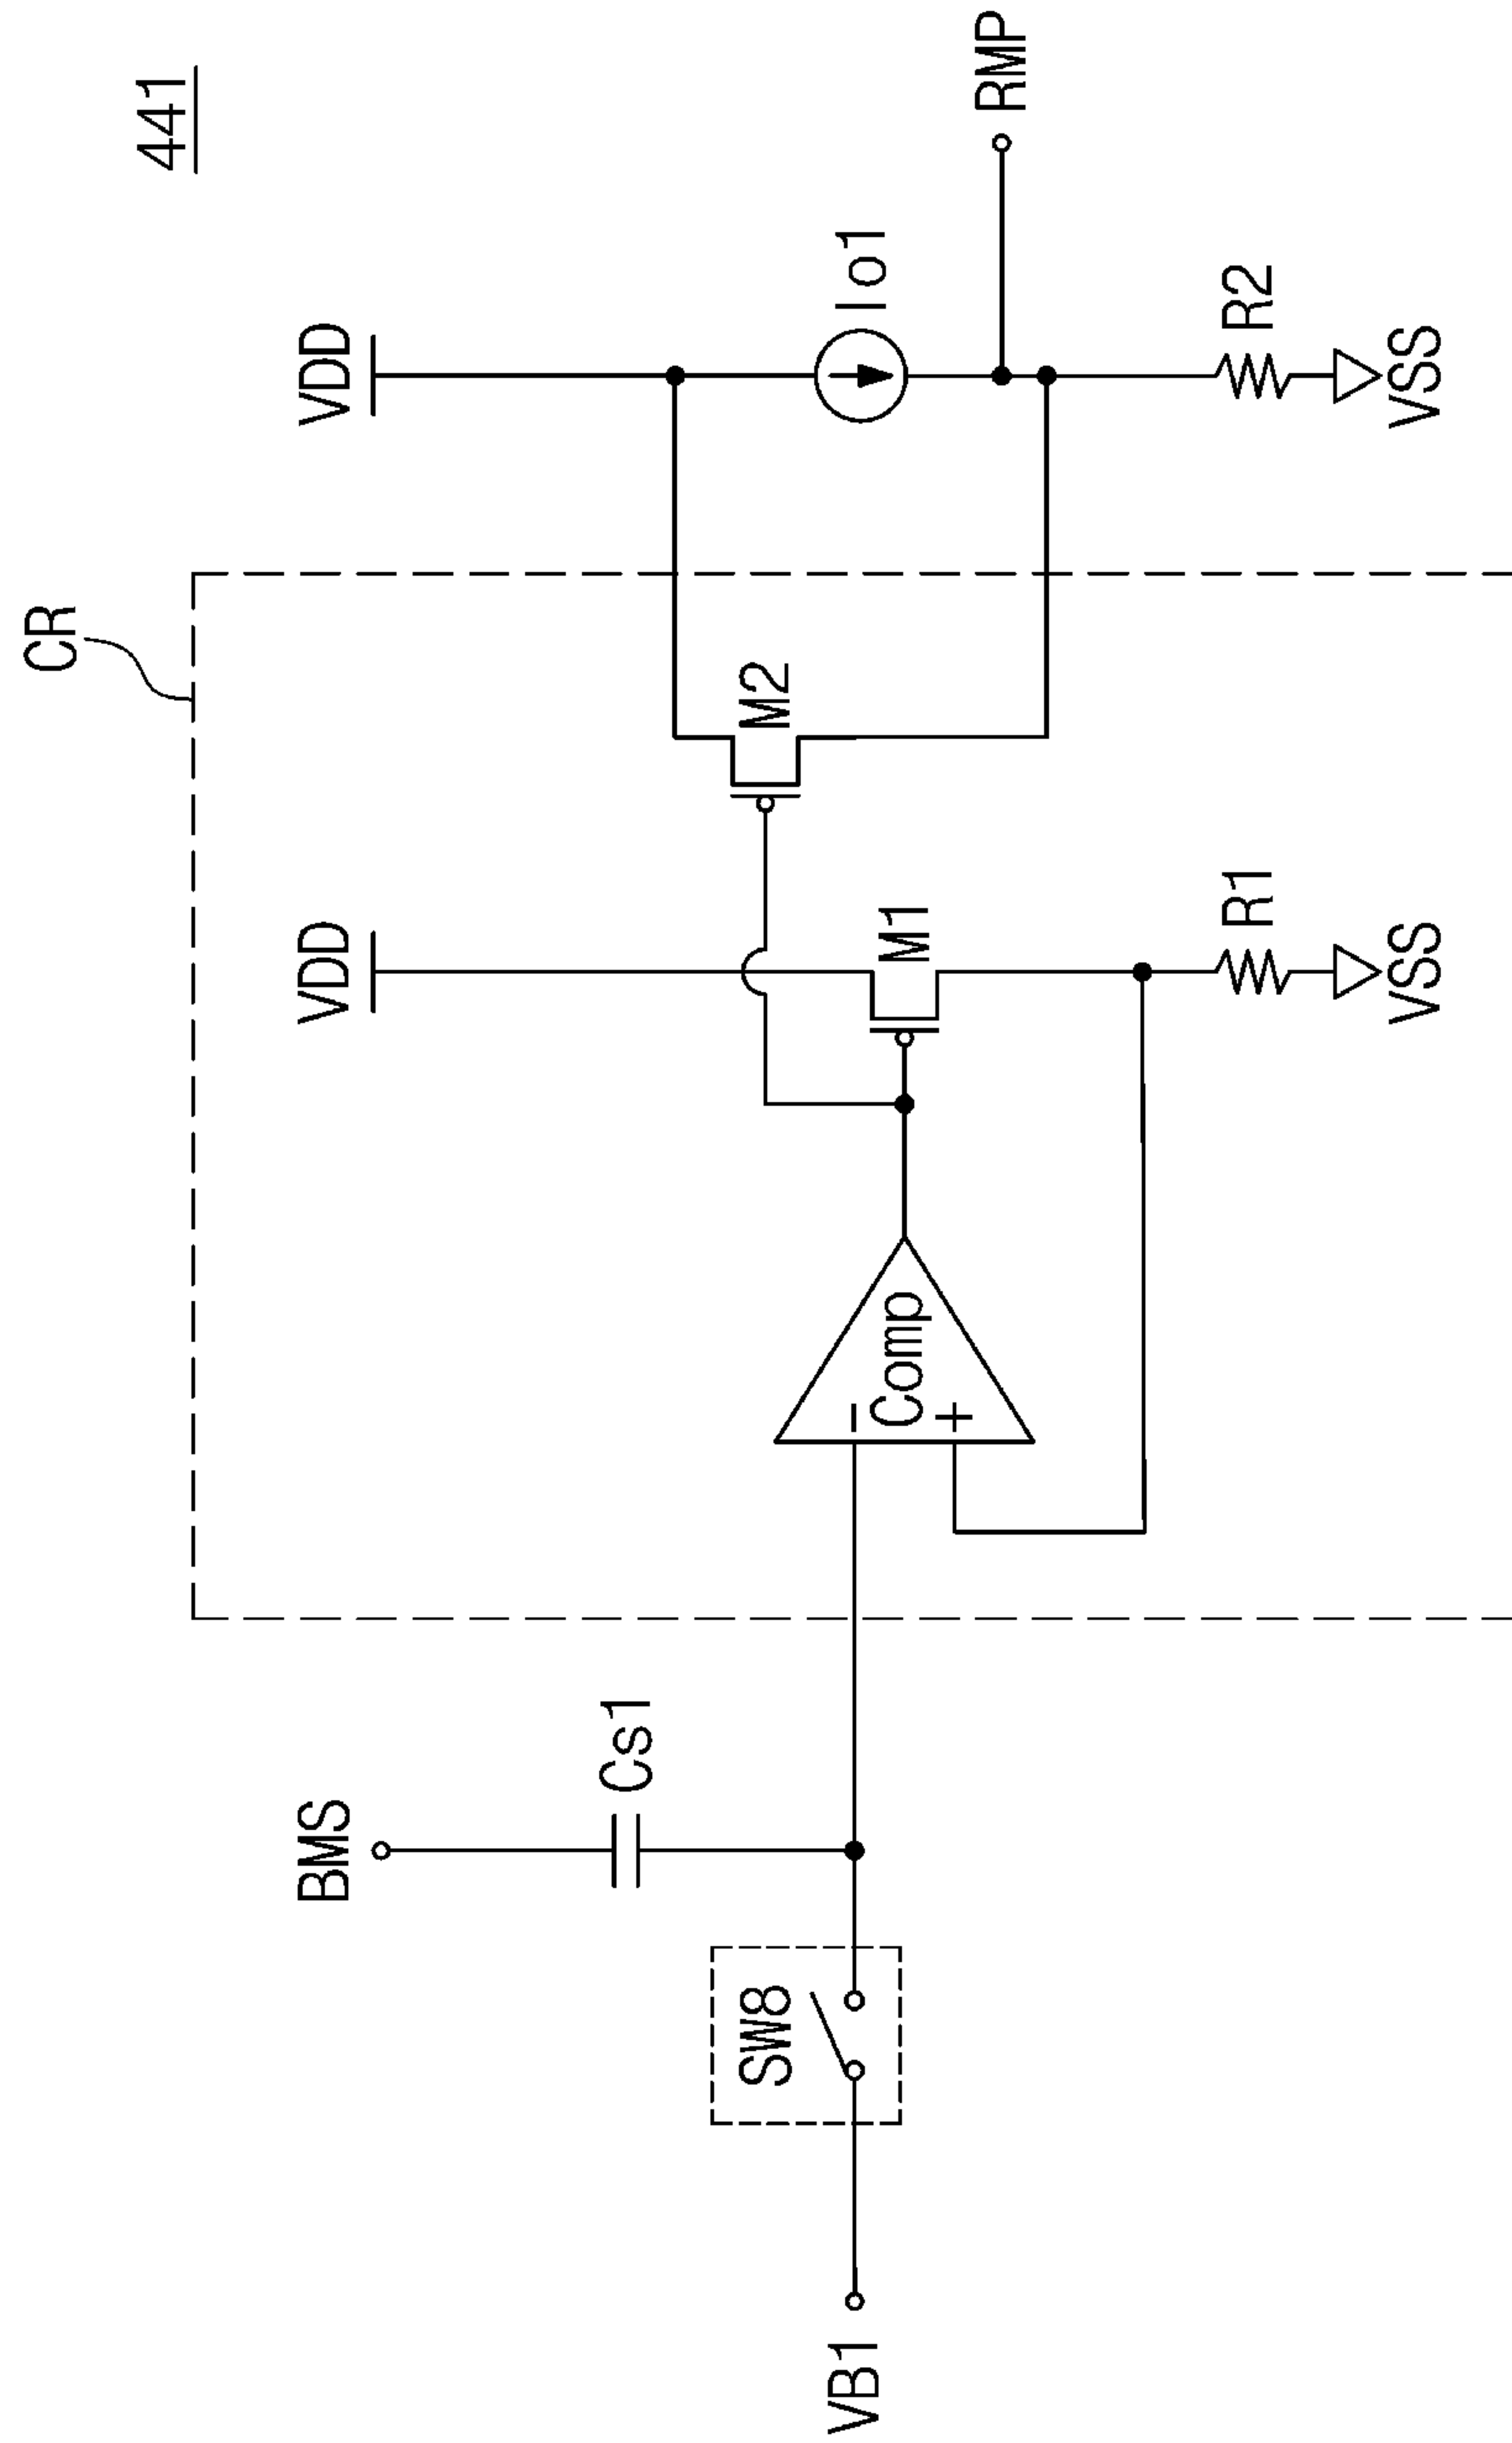 441
CR
BMS
VDD
VDD
Cs1
SW8
M2
VB1
-
Comp
+
M1
Io1
RMP
R1
R2
VSS
VSS